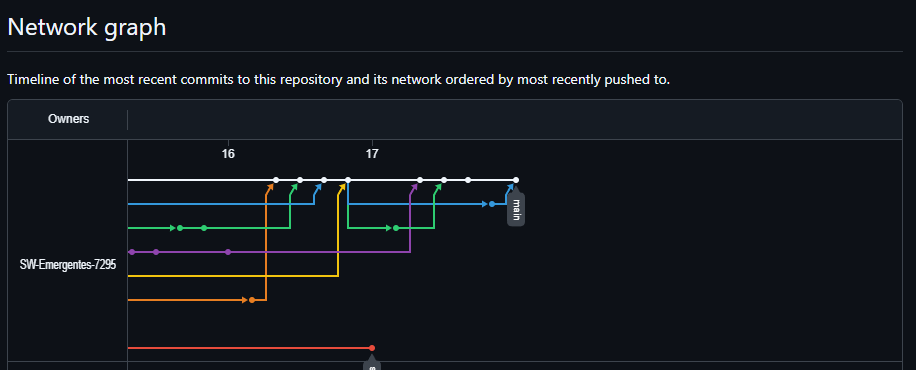 Network graph
Timeline of the most recent commits to this repository and its network ordered by most recently pushed to.
Owners
16
17
main
SW-Emergentes-7295